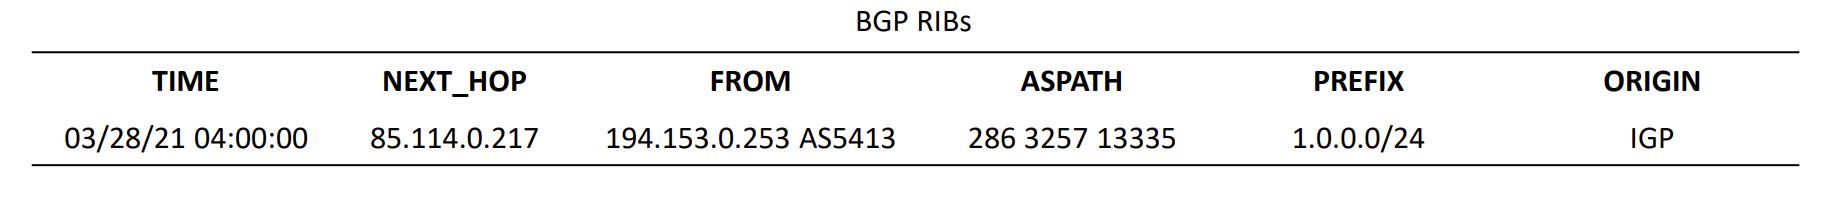 BGP RIBs
TIME NEXT_HOP FROM ASPATH PREFIX ORIGIN
03/28/21 04:00:00 85.114.0.217 194.153.0.253 AS5413 286 3257 13335 1.0.0.0/24 IGP